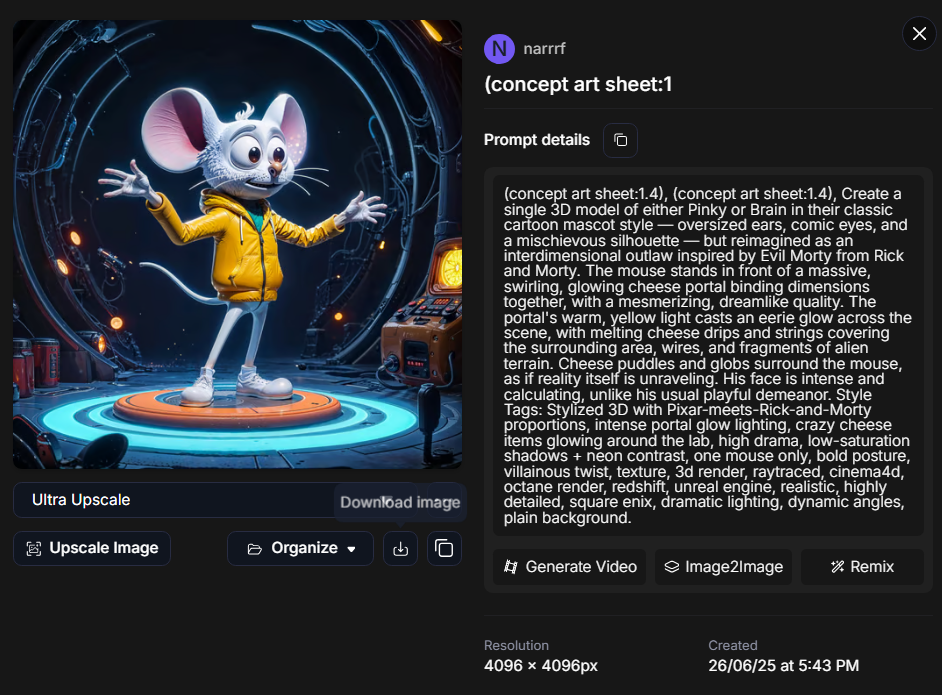 N narrrf
(concept art sheet:1
Prompt details
(concept art sheet:1.4), (concept art sheet:1.4), Create a
single 3D model of either Pinky or Brain in their classic
cartoon mascot style — oversized ears, comic eyes, and
a mischievous silhouette — but reimagined as an
interdimensional outlaw inspired by Evil Morty from Rick
and Morty. The mouse stands in front of a massive,
swirling, glowing cheese portal binding dimensions
together, with a mesmerizing, dreamlike quality. The
portal's warm, yellow light casts an eerie glow across the
scene, with melting cheese drips and strings covering
the surrounding area, wires, and fragments of alien
terrain. Cheese puddles and globs surround the mouse,
as if reality itself is unraveling. His face is intense and
calculating, unlike his usual playful demeanor. Style
Tags: Stylized 3D with Pixar-meets-Rick-and-Morty
proportions, intense portal glow lighting, crazy cheese
items glowing around the lab, high drama, low-saturation
shadows + neon contrast, one mouse only, bold posture,
villainous twist, texture, 3d render, raytraced, cinema4d,
octane render, redshift, unreal engine, realistic, highly
detailed, square enix, dramatic lighting, dynamic angles,
plain background.
Ultra Upscale
Download image
Upscale Image
Organize
Generate Video
Image2Image
Remix
Resolution
4096 × 4096px
Created
26/06/25 at 5:43 PM